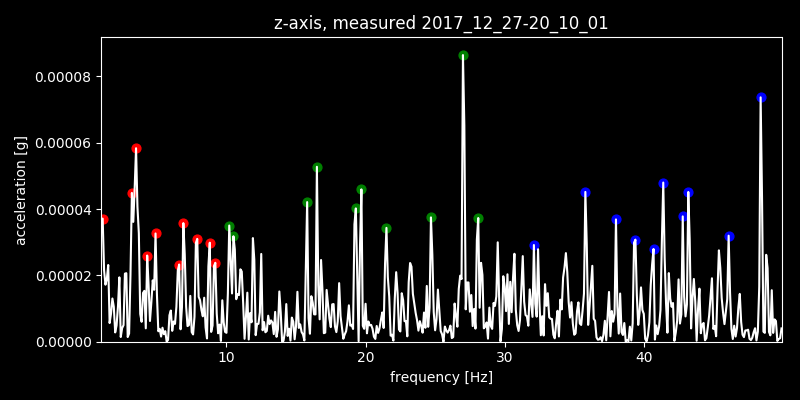 z-axis, measured 2017_12_27-20_10_01
0.00008
0.00006
0.00004
0.00002
0.00000
acceleration [g]
10 20 30 40
frequency [Hz]